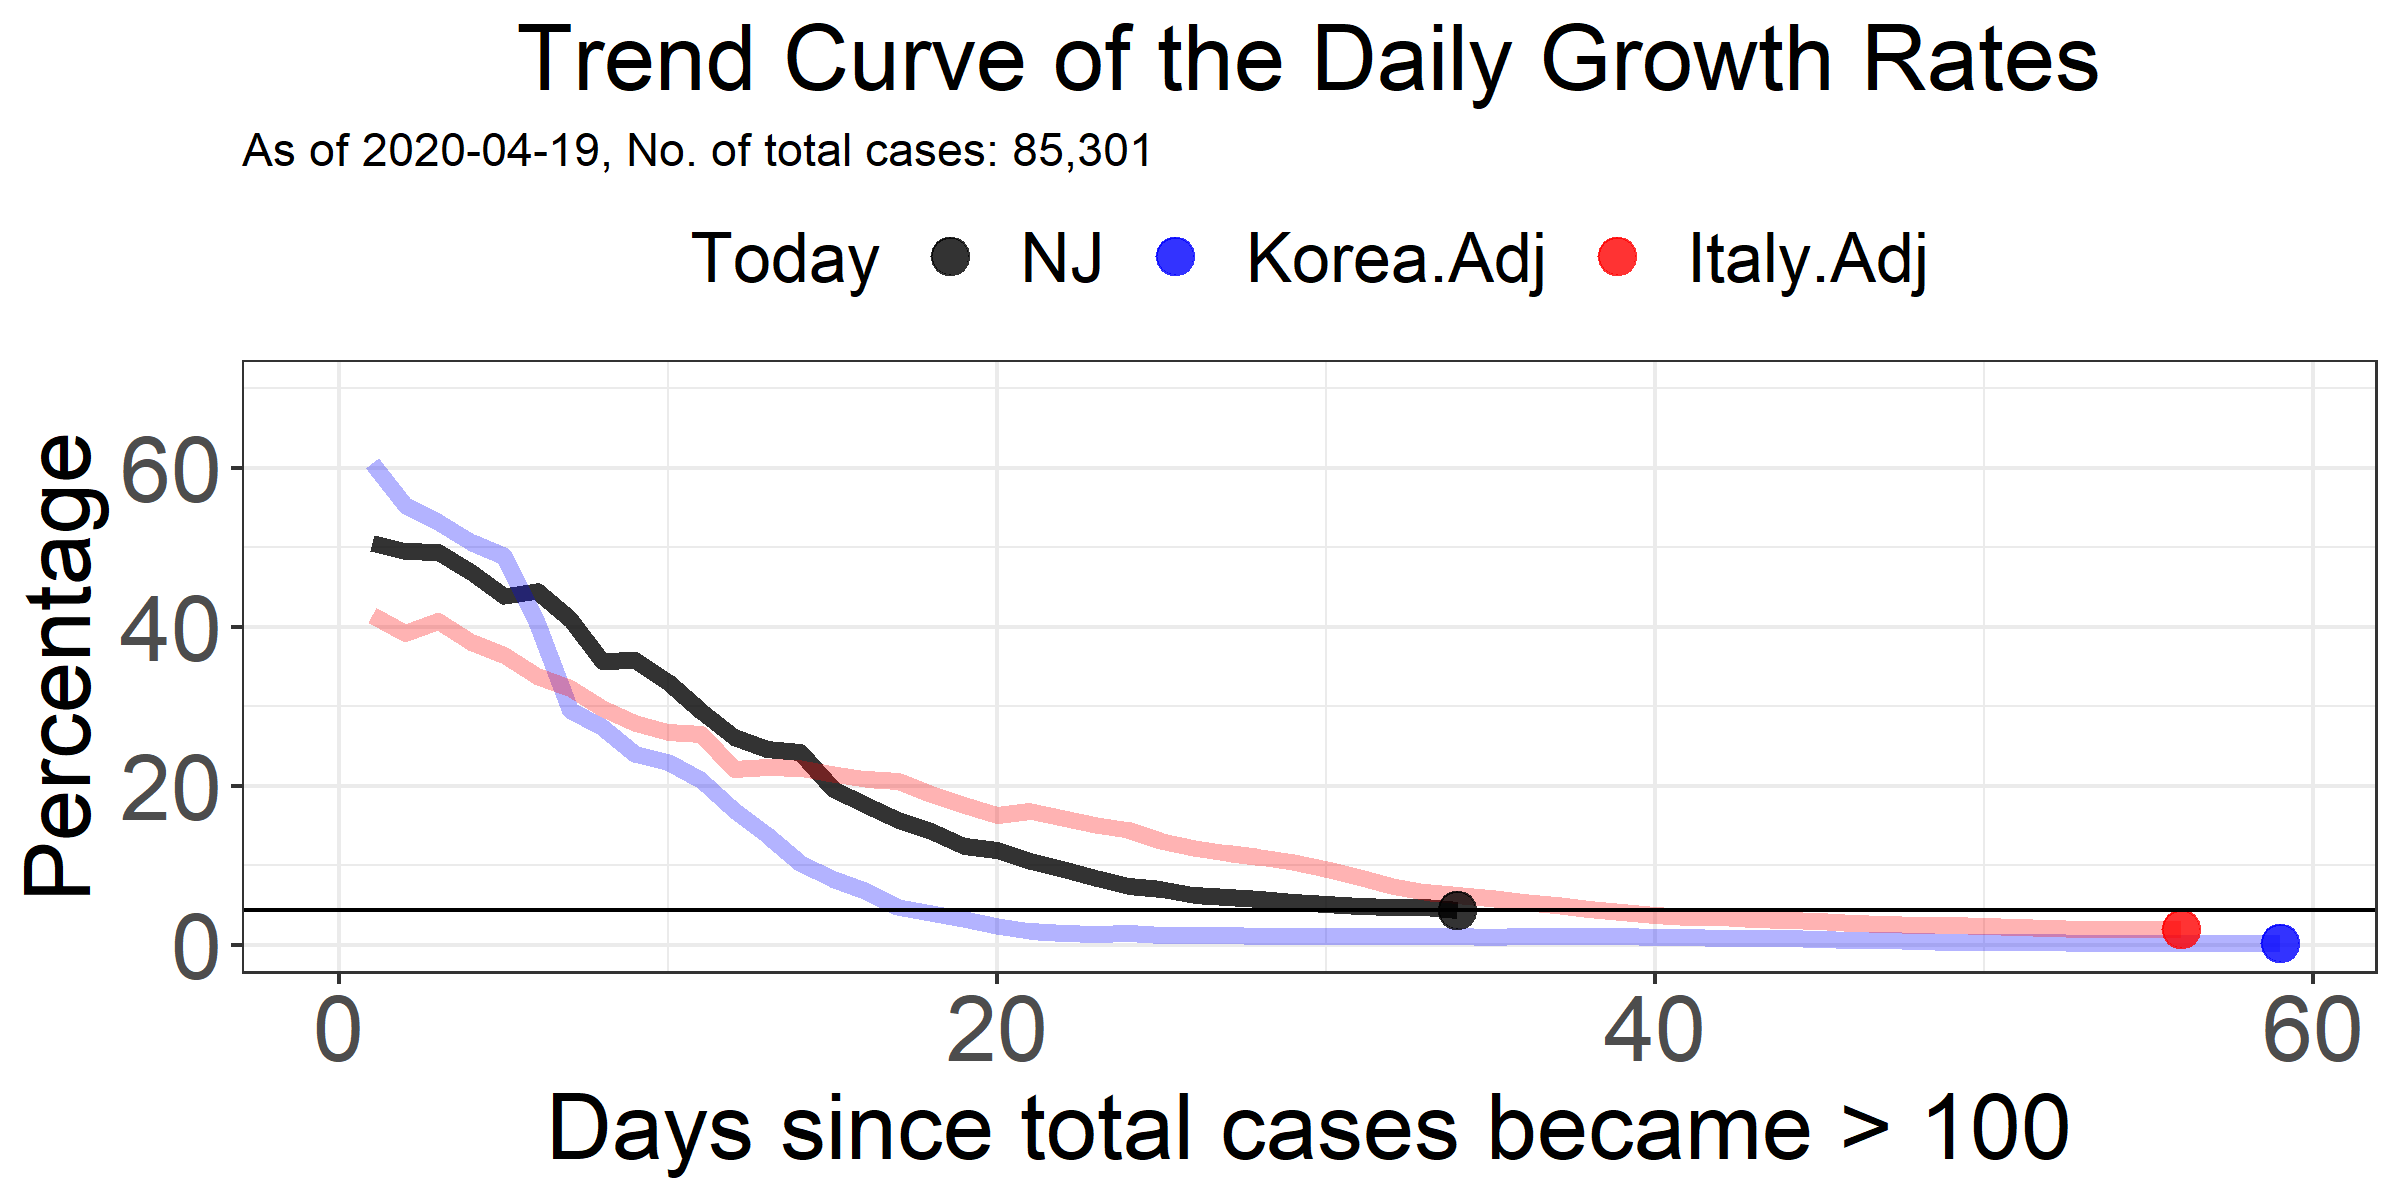 Trend Curve of the Daily Growth Rates
As of 2020-04-19, No. of total cases: 85,301
Today NJ Korea.Adj Italy.Adj
Percentage
60
40
20
0
0 20 40 60
Days since total cases became > 100